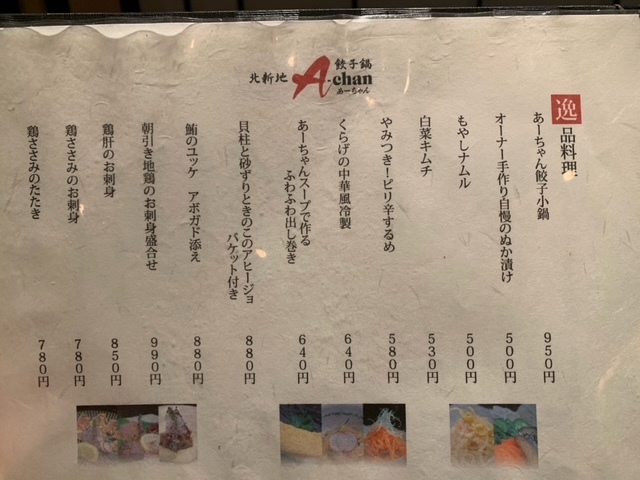 北新地
A-chan
餃子鍋
あーちゃん
逸品料理
あーちゃん餃子小鍋
950円
オーナー手作り自慢のぬか漬け
500円
もやしナムル
500円
白菜キムチ
530円
やみつき！ピリ辛するめ
580円
くらげの中華風冷製
640円
あーちゃんスープで作る
ふわふわ出し巻き
640円
貝柱と砂ずりときのこのアヒージョ
バケット付き
880円
鮪のユッケ アボガド添え
880円
朝引き地鶏のお刺身盛合せ
990円
鶏肝のお刺身
850円
鶏ささみのお刺身
780円
鶏ささみのたたき
780円